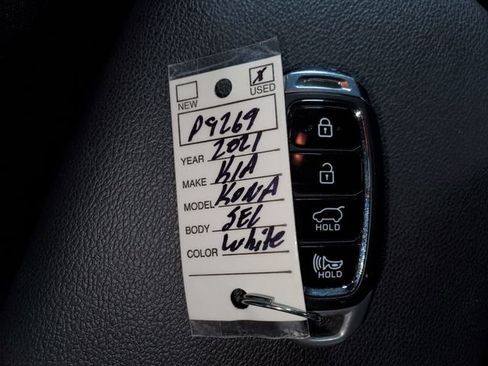 X
NEW USED
P9269
YEAR 2021
MAKE KIA
MODEL KONA
BODY SEL
COLOR White
HOLD
HOLD